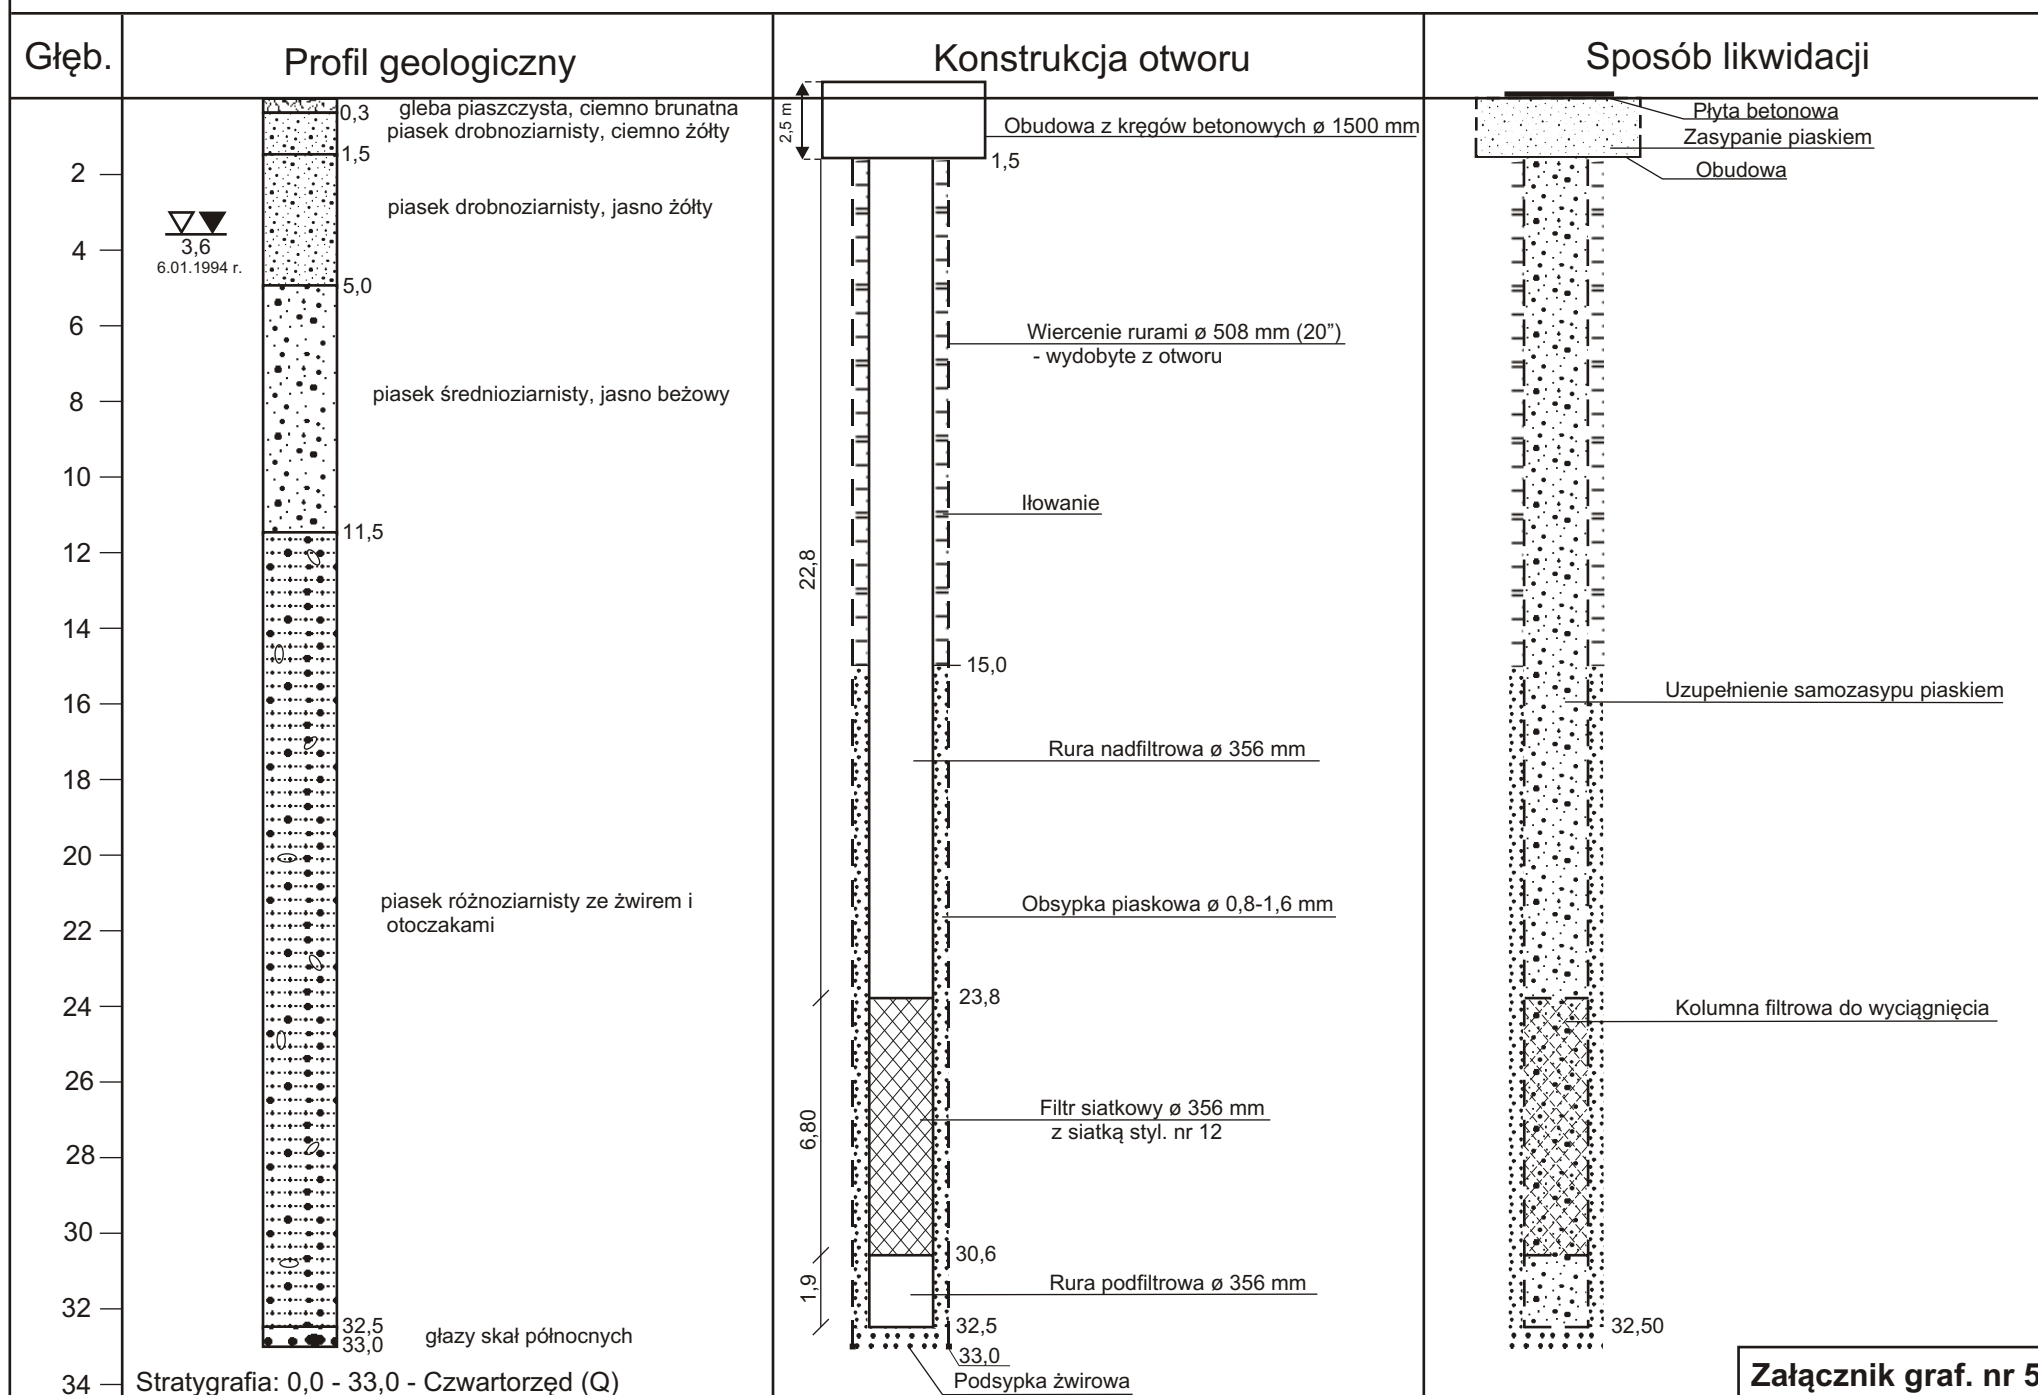 Głęb.
Profil geologiczny
Konstrukcja otworu
Sposób likwidacji
2
4
6
8
10
12
14
16
18
20
22
24
26
28
30
32
34
3,6
6.01.1994 r.
0,3
gleba piaszczysta, ciemno brunatna
piasek drobnoziarnisty, ciemno żółty
1,5
piasek drobnoziarnisty, jasno żółty
5,0
piasek średnioziarnisty, jasno beżowy
11,5
piasek różnoziarnisty ze żwirem i
otoczakami
32,5
głazy skał północnych
33,0
Stratygrafia: 0,0 - 33,0 - Czwartorzęd (Q)
2,5 m
Obudowa z kręgów betonowych ø 1500 mm
1,5
Wiercenie rurami ø 508 mm (20”)
- wydobyte z otworu
Iłowanie
22,8
15,0
Rura nadfiltrowa ø 356 mm
Obsypka piaskowa ø 0,8-1,6 mm
23,8
6,80
Filtr siatkowy ø 356 mm
z siatką styl. nr 12
30,6
1,9
Rura podfiltrowa ø 356 mm
32,5
33,0
Podsypka żwirowa
Płyta betonowa
Zasypanie piaskiem
Obudowa
Uzupełnienie samozasypu piaskiem
Kolumna filtrowa do wyciągnięcia
32,50
Załącznik graf. nr 5